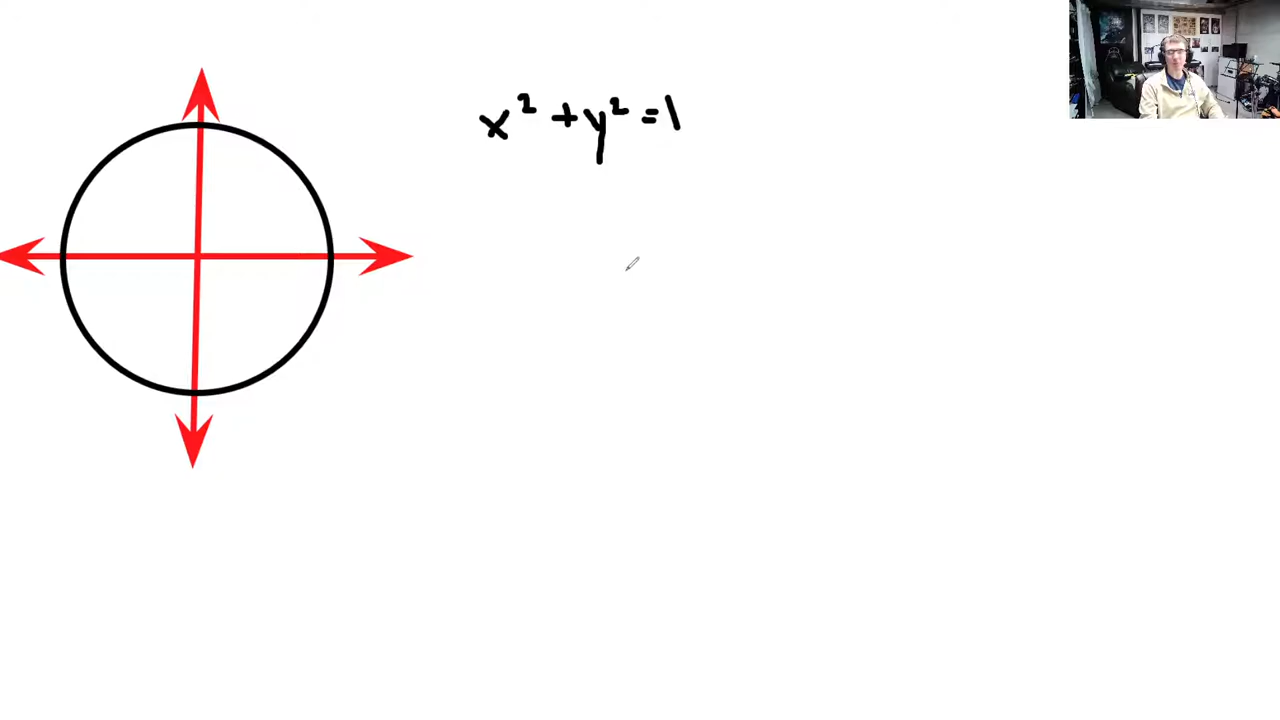 x² + y² = 1